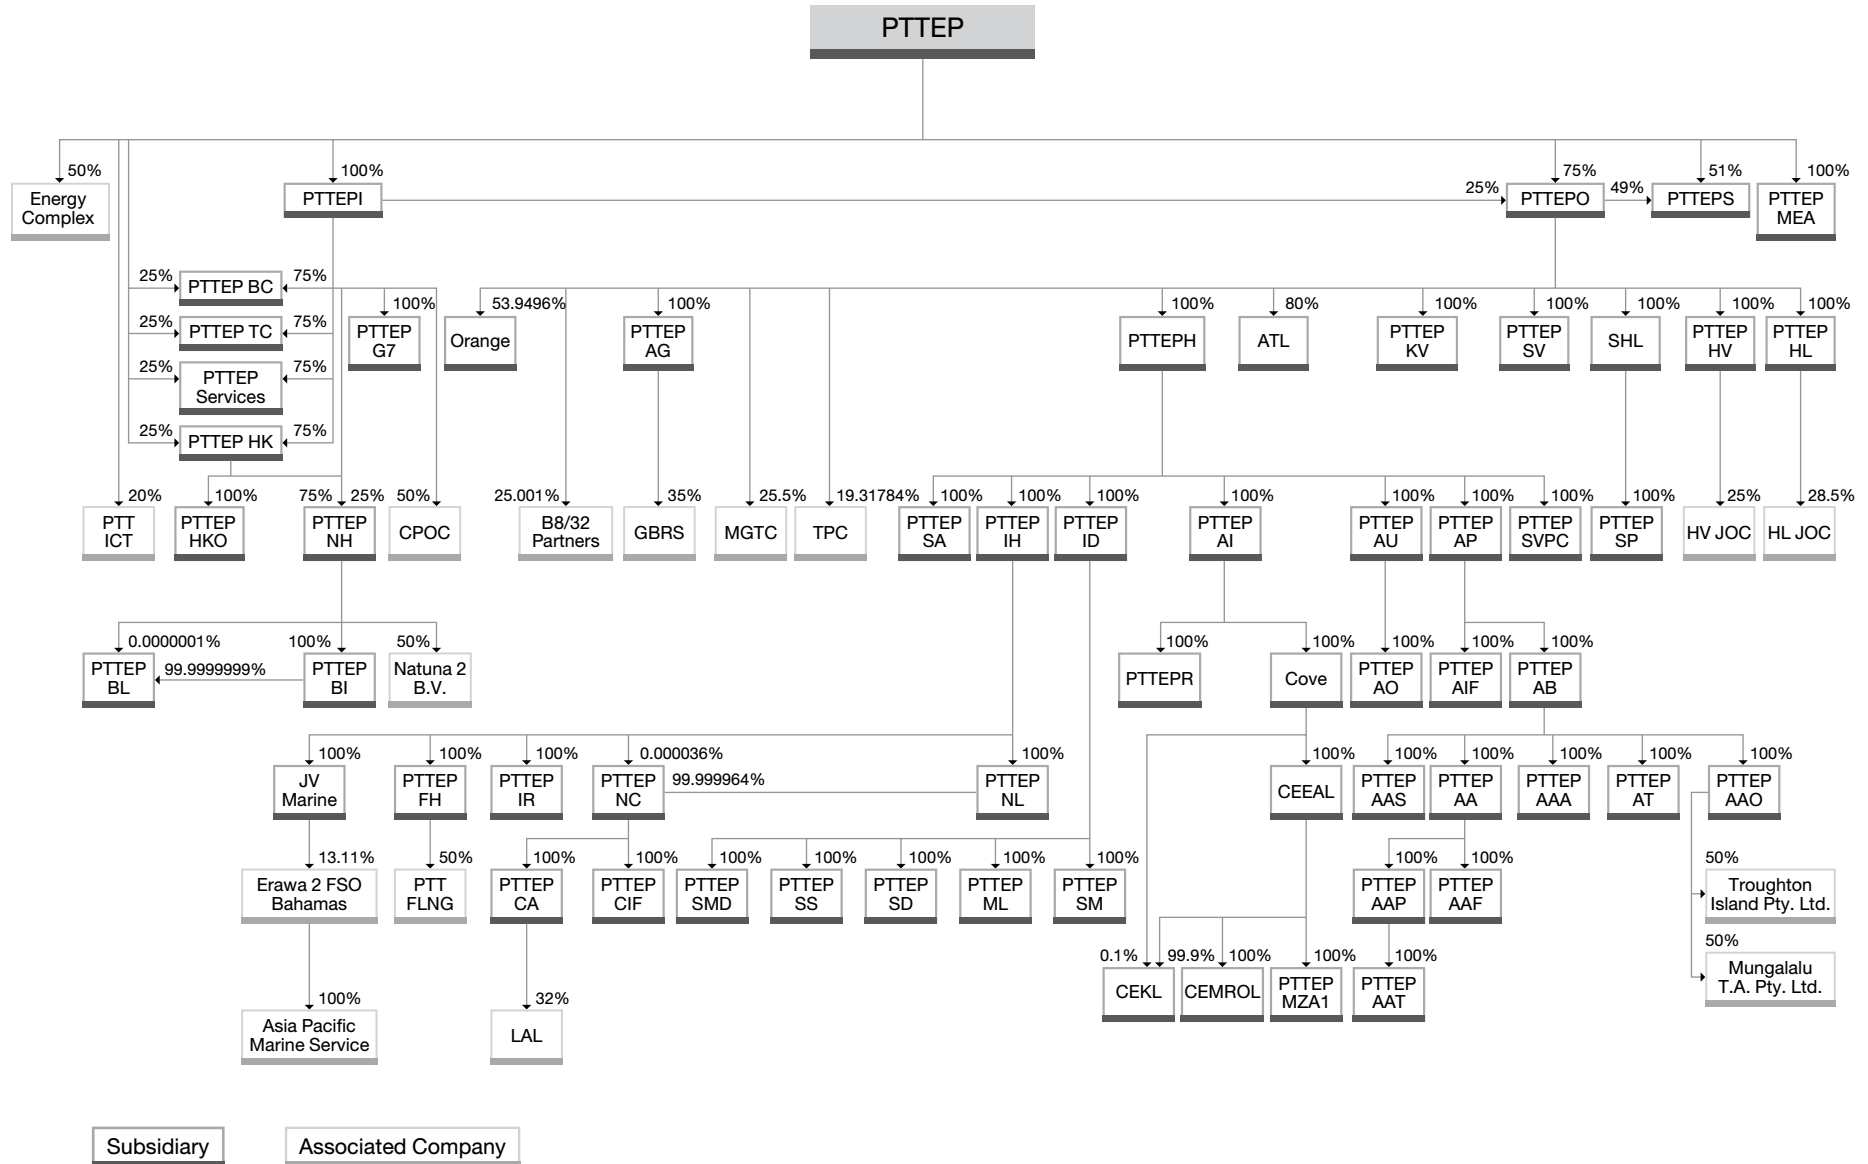 PTTEP
50%
100%
75%
51%
100%
Energy
Complex
PTTEPI
25%
PTTEPO
49%
PTTEPS
PTTEP
MEA
25%
PTTEP BC
75%
25%
PTTEP TC
75%
25%
PTTEP
Services
75%
25%
PTTEP HK
75%
100%
PTTEP
G7
53.9496%
Orange
100%
PTTEP
AG
100%
PTTEPH
80%
ATL
100%
PTTEP
KV
100%
PTTEP
SV
100%
SHL
100%
PTTEP
HV
100%
PTTEP
HL
20%
PTT
ICT
100%
PTTEP
HKO
75%
25%
PTTEP
NH
50%
CPOC
25.001%
B8/32
Partners
35%
GBRS
25.5%
MGTC
19.31784%
TPC
100%
PTTEP
SA
100%
PTTEP
IH
100%
PTTEP
ID
100%
PTTEP
AI
100%
PTTEP
AU
100%
PTTEP
AP
100%
PTTEP
SVPC
100%
PTTEP
SP
25%
HV JOC
28.5%
HL JOC
0.0000001%
PTTEP
BL
99.9999999%
100%
PTTEP
BI
50%
Natuna 2
B.V.
100%
PTTEPR
100%
Cove
100%
PTTEP
AO
100%
PTTEP
AIF
100%
PTTEP
AB
100%
JV
Marine
100%
PTTEP
FH
100%
PTTEP
IR
0.000036%
PTTEP
NC
99.999964%
100%
PTTEP
NL
100%
CEEAL
100%
PTTEP
AAS
100%
PTTEP
AA
100%
PTTEP
AAA
100%
PTTEP
AT
100%
PTTEP
AAO
13.11%
Erawa 2 FSO
Bahamas
50%
PTT
FLNG
100%
PTTEP
CA
100%
PTTEP
CIF
100%
PTTEP
SMD
100%
PTTEP
SS
100%
PTTEP
SD
100%
PTTEP
ML
100%
PTTEP
SM
100%
PTTEP
AAP
100%
PTTEP
AAF
50%
Troughton
Island Pty. Ltd.
50%
Mungalalu
T.A. Pty. Ltd.
0.1%
99.9%
CEKL
100%
CEMROL
100%
PTTEP
MZA1
100%
PTTEP
AAT
100%
Asia Pacific
Marine Service
32%
LAL
Subsidiary
Associated Company